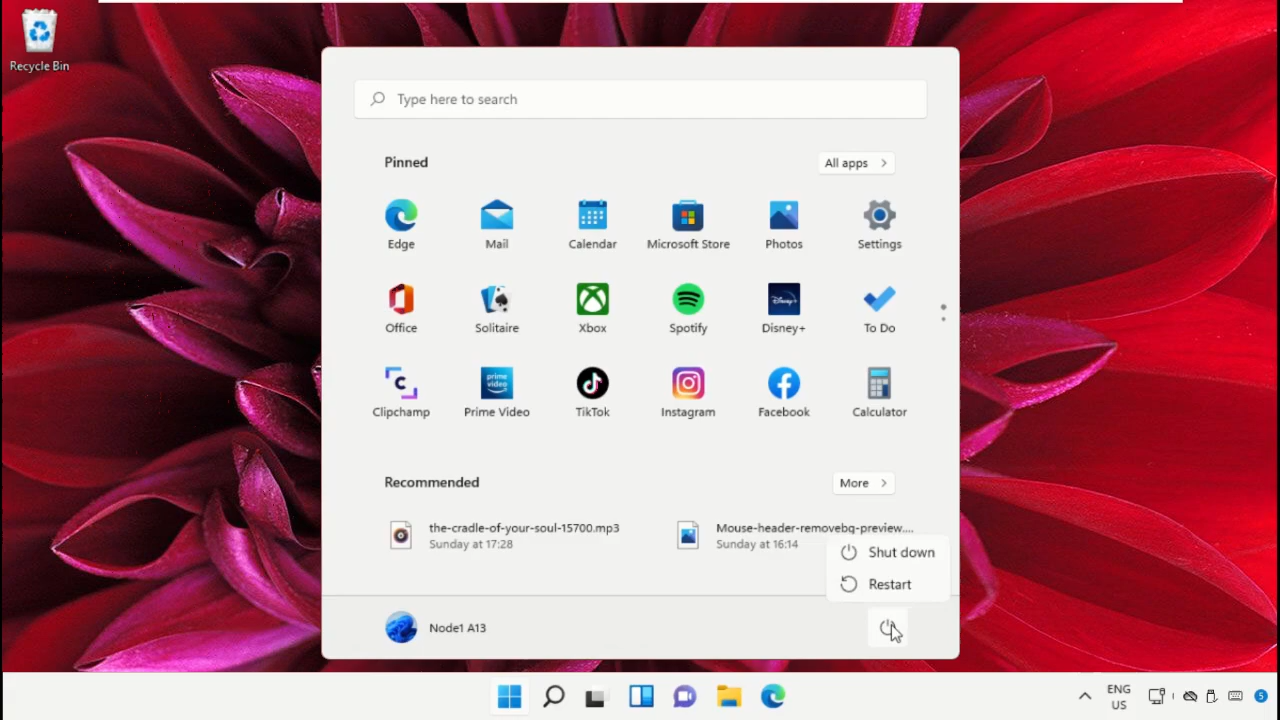 Recycle Bin
Type here to search
Pinned
All apps
Edge
Mail
Calendar
Microsoft Store
Photos
Settings
Office
Solitaire
Xbox
Spotify
Disney+
To Do
Clipchamp
Prime Video
TikTok
Instagram
Facebook
Calculator
Recommended
More
the-cradle-of-your-soul-15700.mp3
Sunday at 17:28
Mouse-header-removebg-preview....
Sunday at 16:14
Shut down
Restart
Node1 A13
ENG
US
5